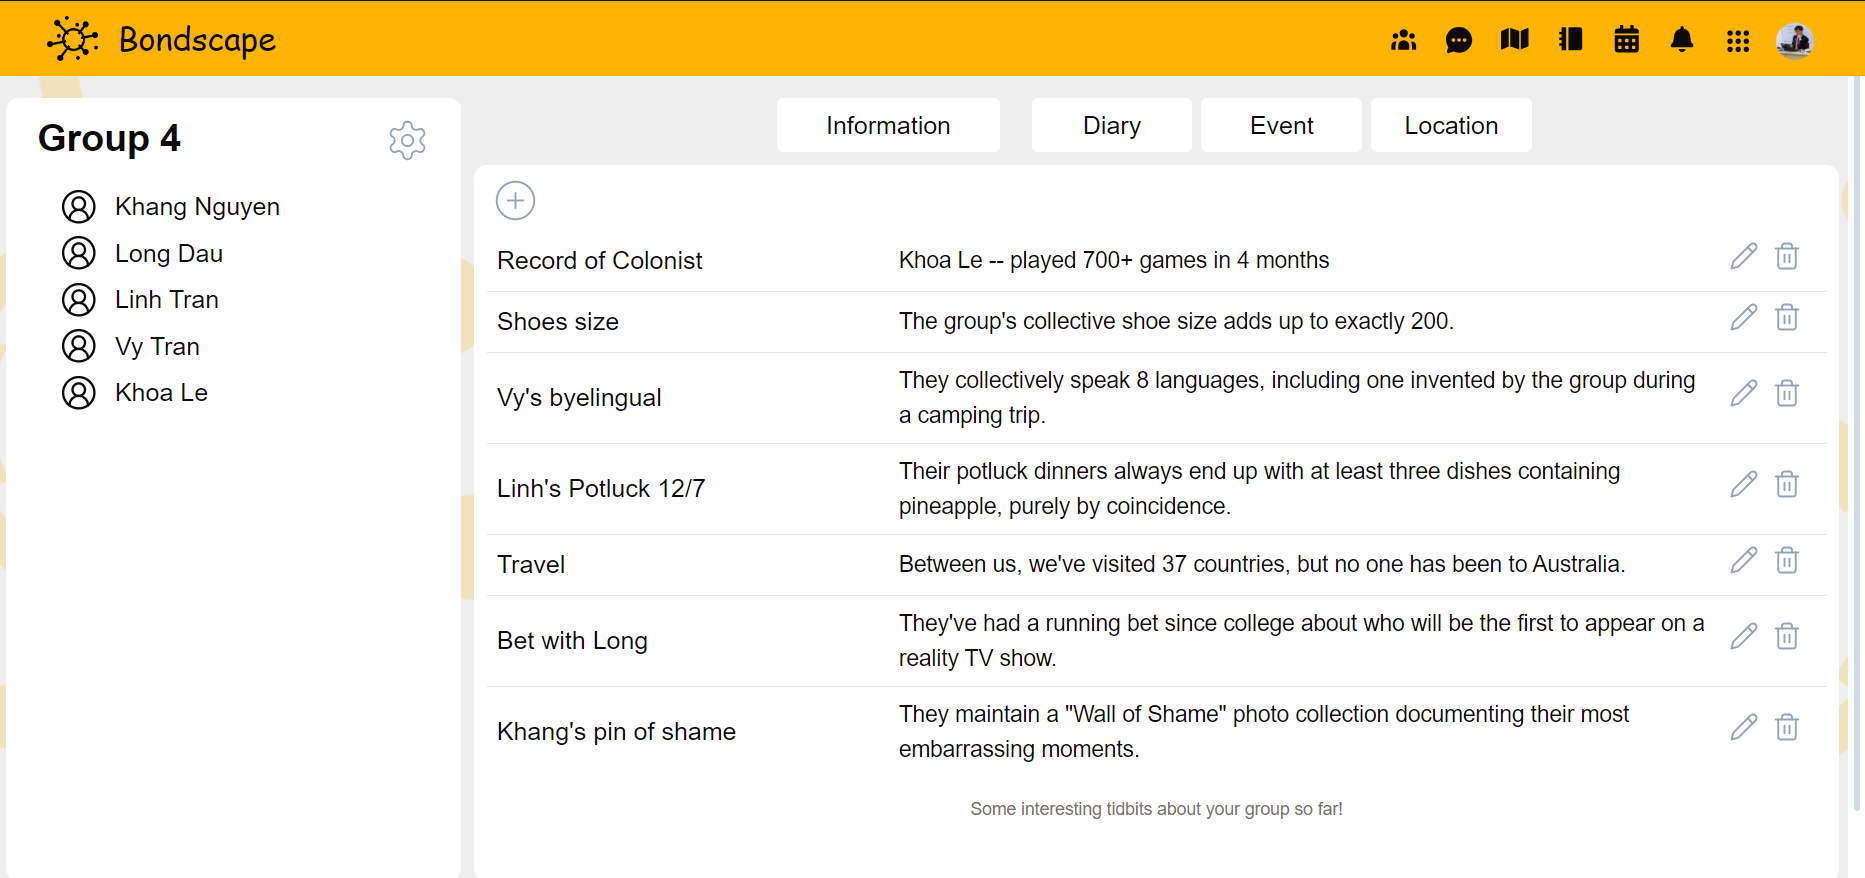 Bondscape
Group 4
Khang Nguyen
Long Dau
Linh Tran
Vy Tran
Khoa Le
Information
Diary
Event
Location
Record of Colonist
Khoa Le -- played 700+ games in 4 months
Shoes size
The group's collective shoe size adds up to exactly 200.
Vy's byelingual
They collectively speak 8 languages, including one invented by the group during
a camping trip.
Linh's Potluck 12/7
Their potluck dinners always end up with at least three dishes containing
pineapple, purely by coincidence.
Travel
Between us, we've visited 37 countries, but no one has been to Australia.
Bet with Long
They've had a running bet since college about who will be the first to appear on a
reality TV show.
Khang's pin of shame
They maintain a "Wall of Shame" photo collection documenting their most
embarrassing moments.
Some interesting tidbits about your group so far!